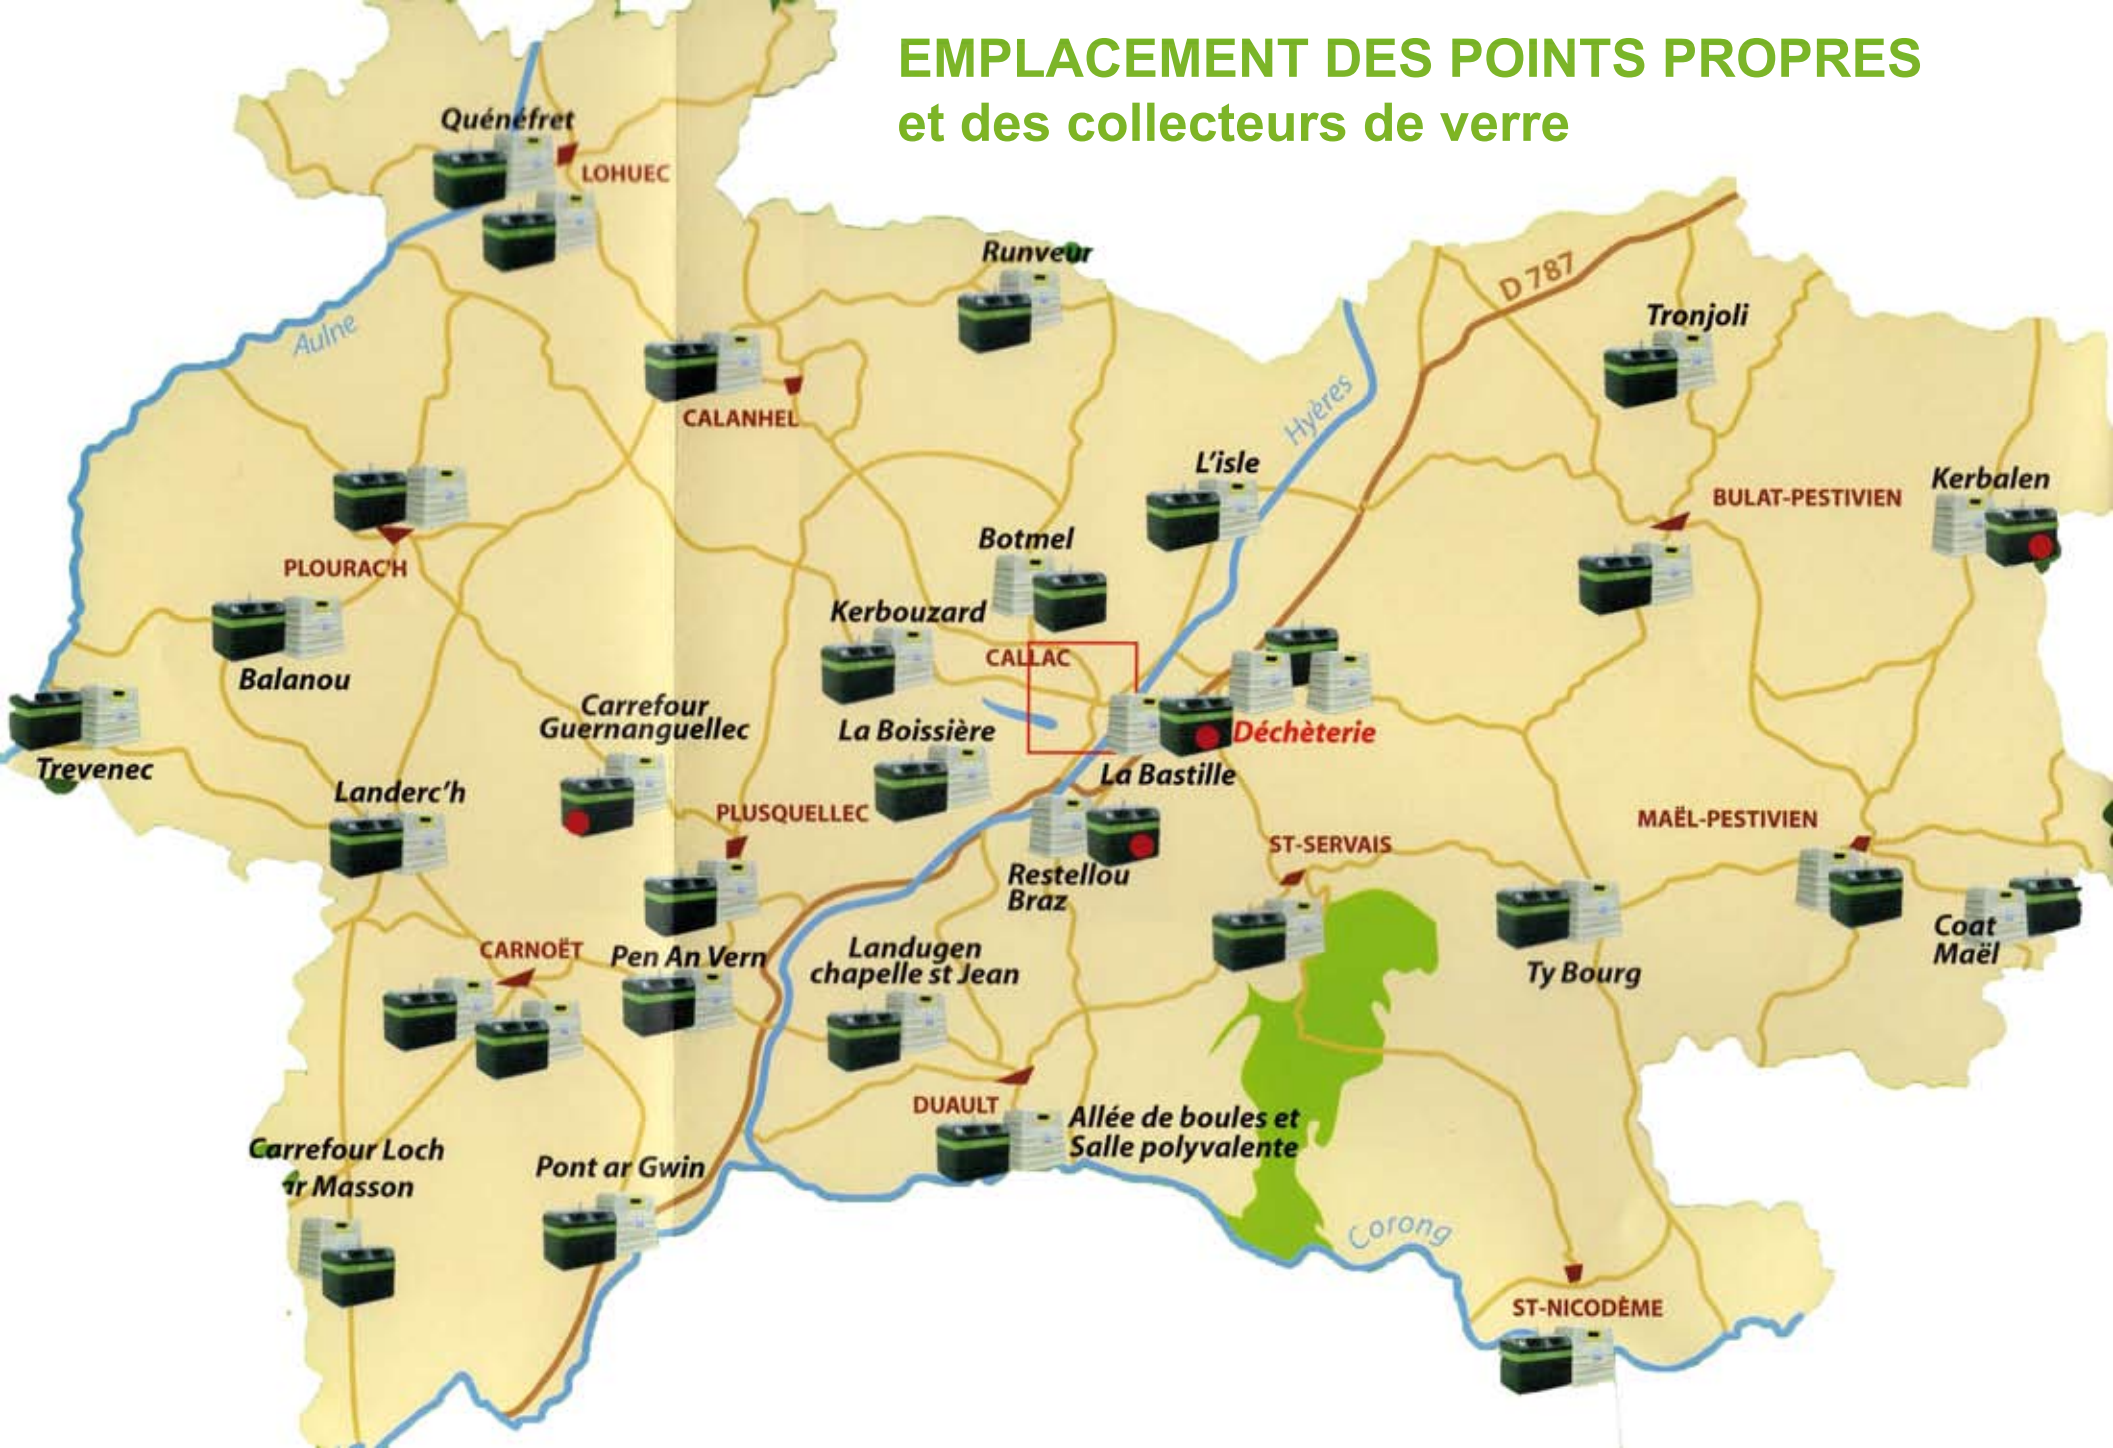 EMPLACEMENT DES POINTS PROPRES
et des collecteurs de verre
Quénéfret
LOHUEC
Runveur
D 787
Tronjoli
Aulne
Hyères
CALANHEL
L'isle
Kerbalen
BULAT-PESTIVIEN
Botmel
PLOURAC'H
Kerbouzard
CALLAC
Balanou
Carrefour
Guernanguellec
La Boissière
Déchèterie
Trevenec
La Bastille
Landerc'h
PLUSQUELLEC
MAËL-PESTIVIEN
ST-SERVAIS
Restellou
Braz
Coat
Maël
CARNOËT
Pen An Vern
Landugen
chapelle st Jean
Ty Bourg
DUAULT
Allée de boules et
Salle polyvalente
Carrefour Loch
ar Masson
Pont ar Gwin
Corong
ST-NICODÈME